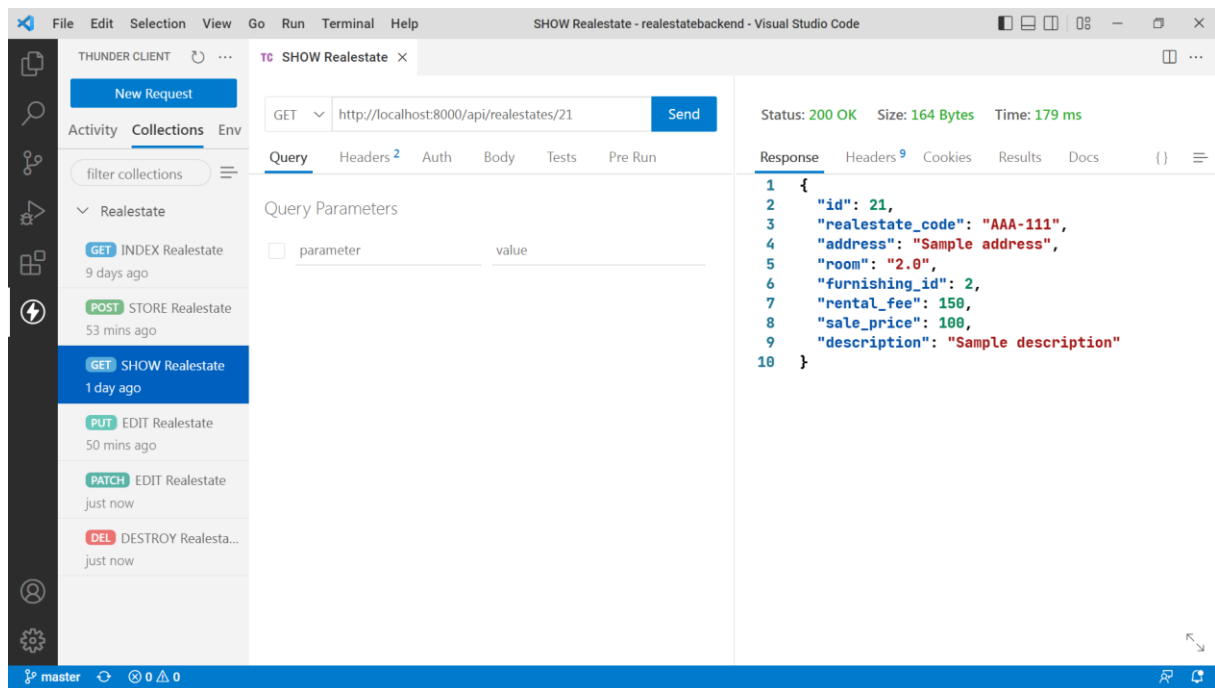 File Edit Selection View Go Run Terminal Help SHOW Realestate - realestatebackend - Visual Studio Code
THUNDER CLIENT
New Request
Activity Collections Env
filter collections
Realestate
GET INDEX Realestate
9 days ago
POST STORE Realestate
53 mins ago
GET SHOW Realestate
1 day ago
PUT EDIT Realestate
50 mins ago
PATCH EDIT Realestate
just now
DEL DESTROY Realesta...
just now
TC SHOW Realestate
GET http://localhost:8000/api/realestates/21 Send
Query Headers 2 Auth Body Tests Pre Run
Query Parameters
parameter value
Status: 200 OK Size: 164 Bytes Time: 179 ms
Response Headers 9 Cookies Results Docs { }
1 {
2 "id": 21,
3 "realestate_code": "AAA-111",
4 "address": "Sample address",
5 "room": "2.0",
6 "furnishing_id": 2,
7 "rental_fee": 150,
8 "sale_price": 100,
9 "description": "Sample description"
10 }
master 0 0